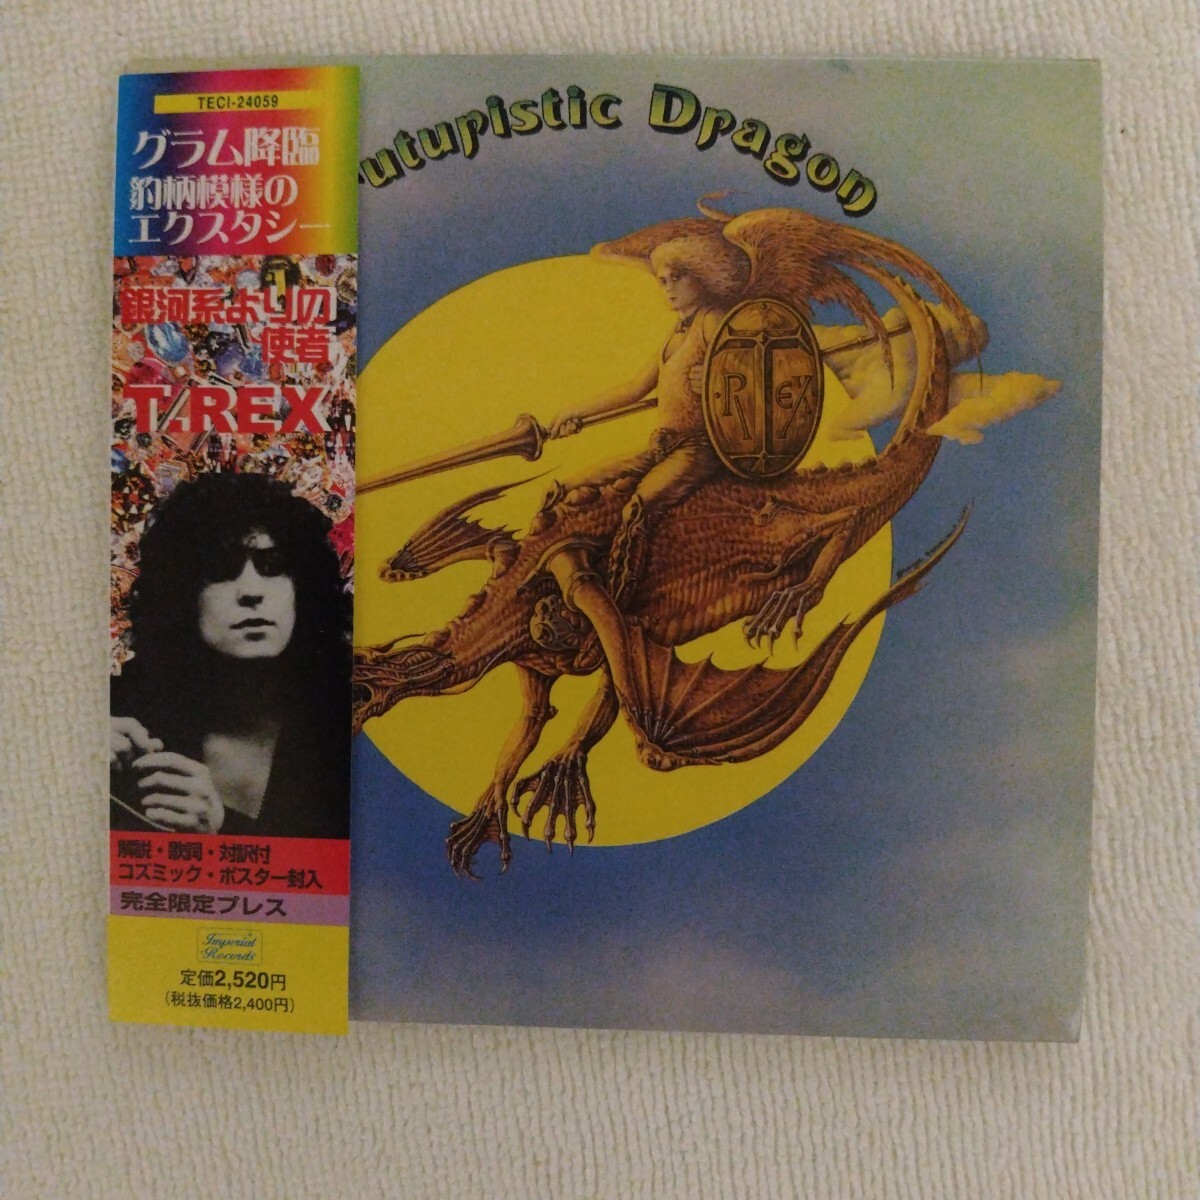 TECI-24059
グラム降臨
豹柄模様の
エクスタシー
銀河系よりの
使者
T.REX
解説・歌詞・対訳付
コズミック・ポスター封入
完全限定プレス
Imperial
Records
定価2,520円
(税抜価格2,400円)
uturistic Dragon
T
R EX